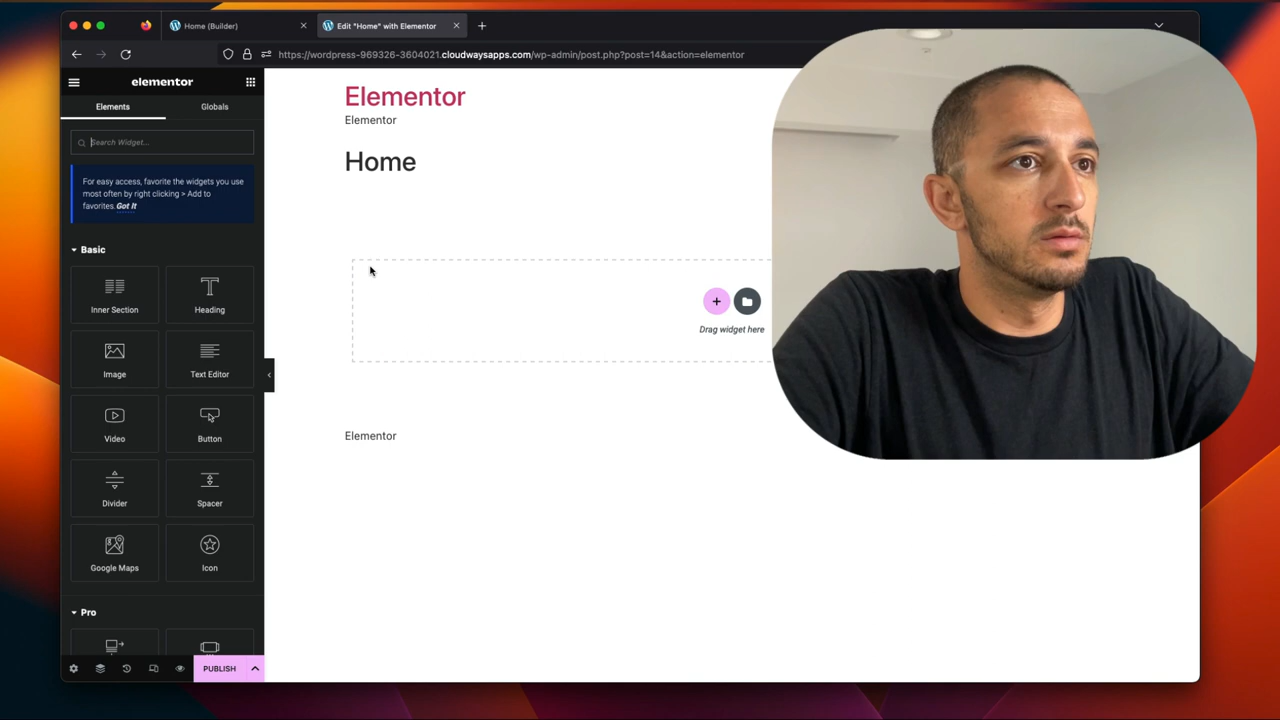 Home (Builder)
Edit "Home" with Elementor
https://wordpress-969326-3604021.cloudwaysapps.com/wp-admin/post.php?post=14&action=elementor
elementor
Elements
Globals
Search Widget...
For easy access, favorite the widgets you use
most often by right clicking > Add to
favorites. Got It
Basic
Inner Section
Heading
Image
Text Editor
Video
Button
Divider
Spacer
Google Maps
Icon
Pro
PUBLISH
Elementor
Elementor
Home
Drag widget here
Elementor